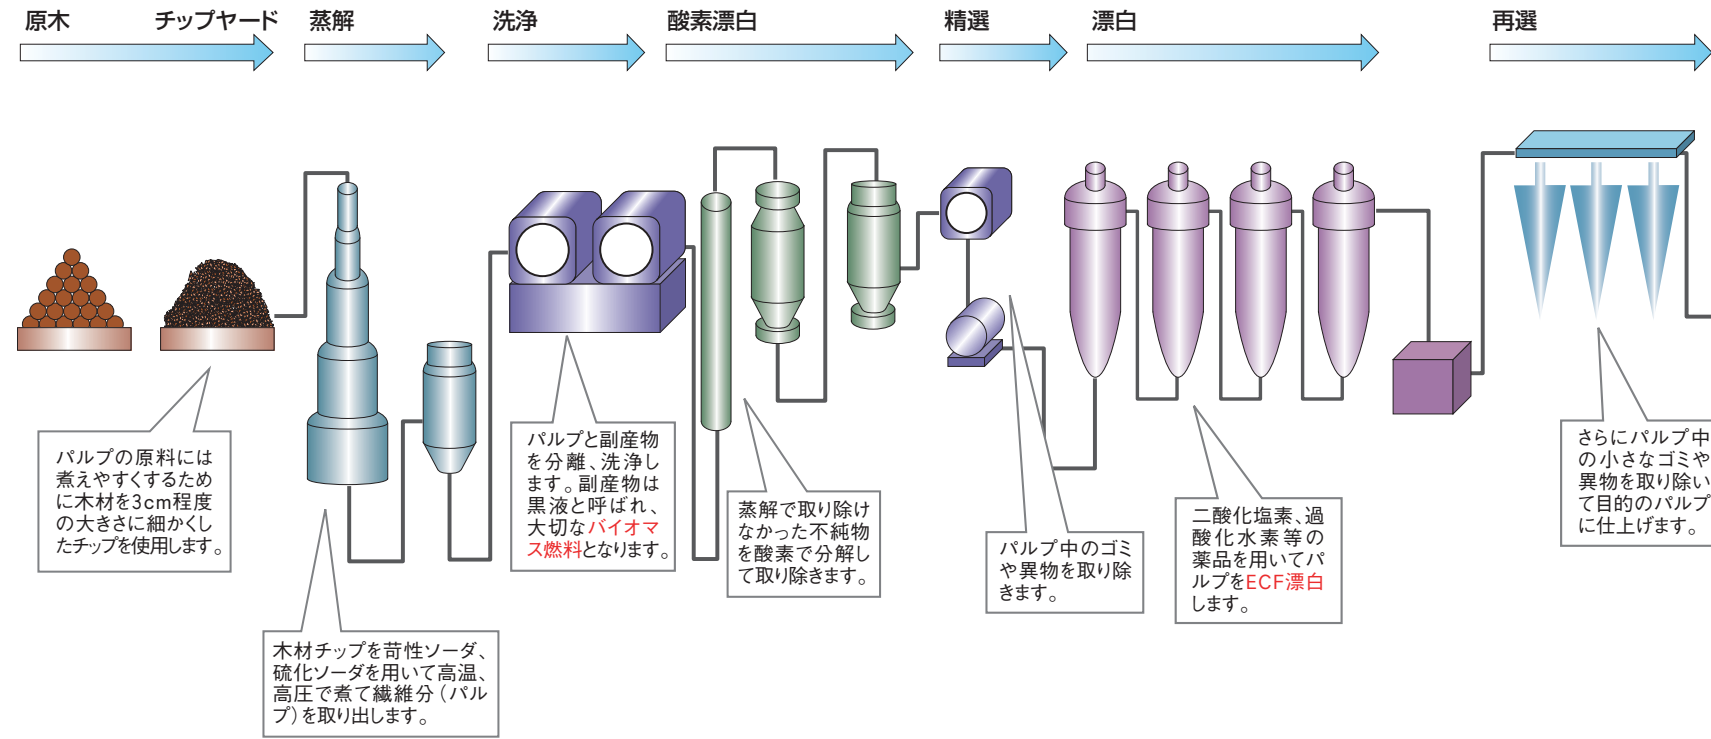 原木 チップヤード 蒸解 洗浄 酸素漂白 精選 漂白 再選
パルプの原料には
煮えやすくするため
に木材を3cm程度
の大きさに細かくし
たチップを使用します。
木材チップを苛性ソーダ、
硫化ソーダを用いて高温、
高圧で煮て繊維分（パル
プ）を取り出します。
パルプと副産物
を分離、洗浄し
ます。副産物は
黒液と呼ばれ、
大切なバイオマ
ス燃料となります。
蒸解で取り除け
なかった不純物
を酸素で分解し
て取り除きます。
パルプ中のゴミ
や異物を取り除
きます。
二酸化塩素、過
酸化水素等の
薬品を用いてパ
ルプをECF漂白
します。
さらにパルプ中
の小さなゴミや
異物を取り除い
て目的のパルプ
に仕上げます。